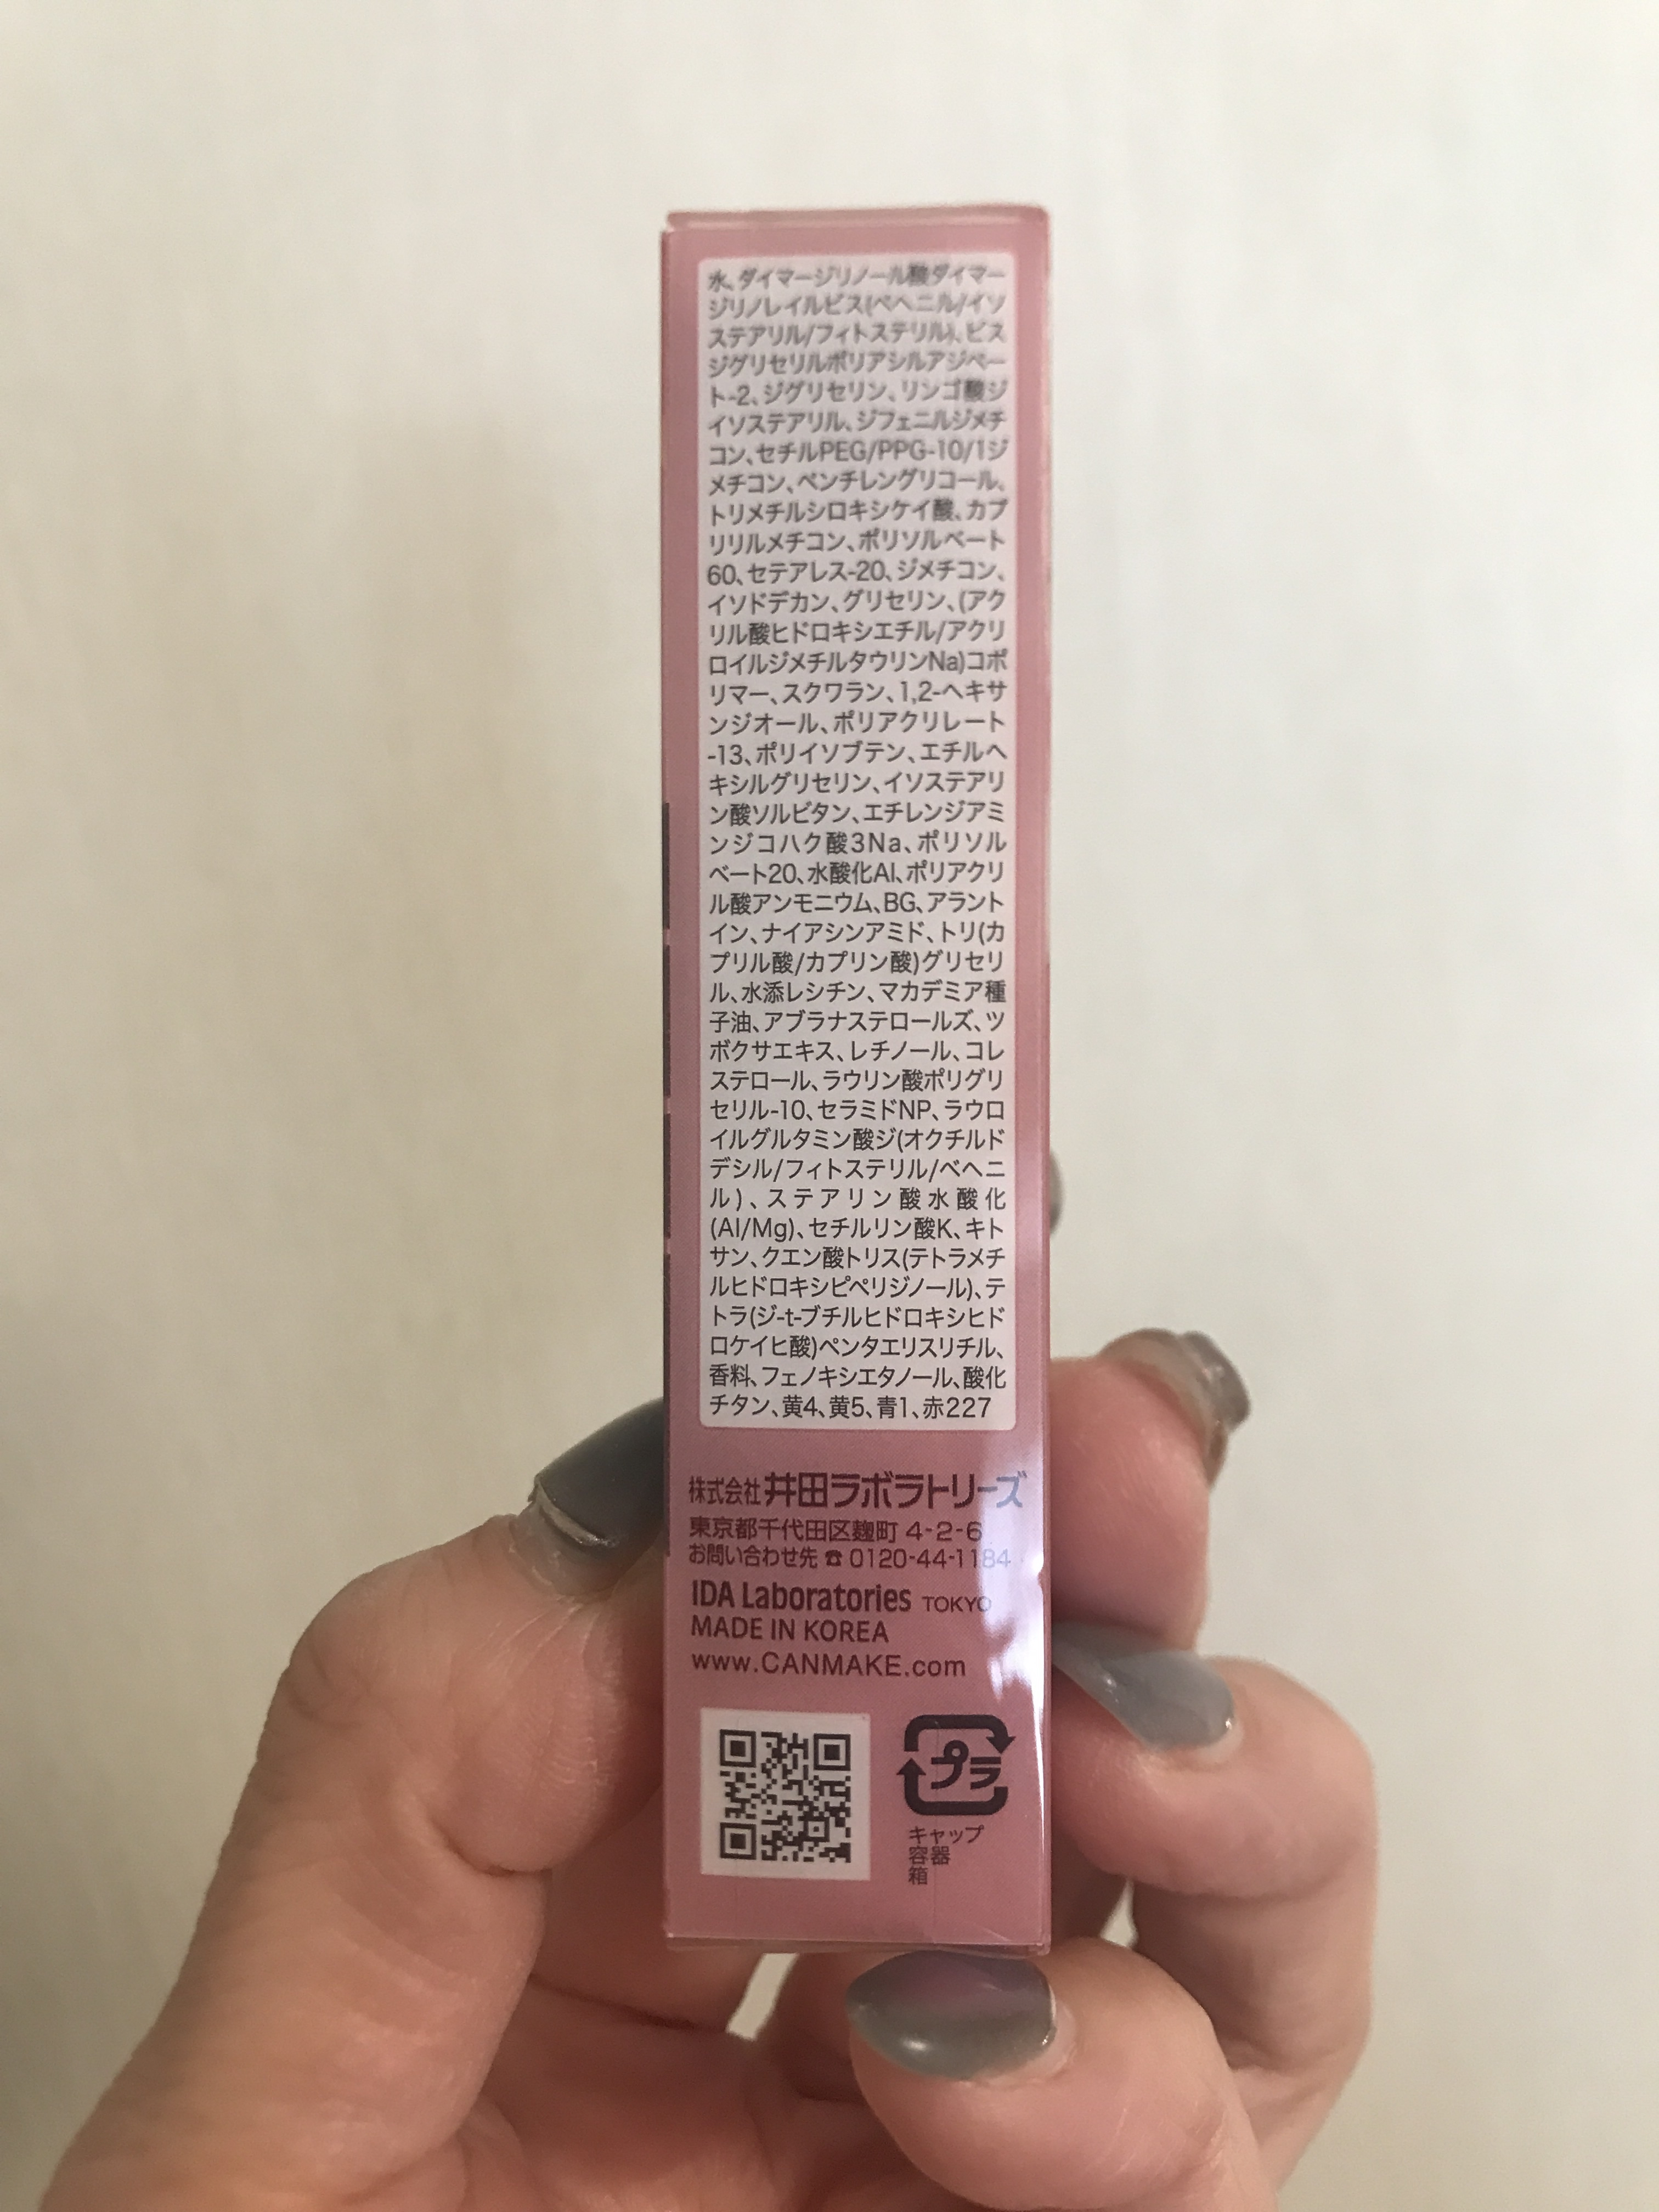 水、ダイマージリノール酸ダイマー
ジリノレイルビス(ベヘニル/イソ
ステアリル/フィトステリル)、ビス
ジグリセリルポリアシルアジペー
ト-2、ジグリセリン、リンゴ酸ジ
イソステアリル、ジフェニルジメチ
コン、セチルPEG/PPG-10/1ジ
メチコン、ペンチレングリコール、
トリメチルシロキシケイ酸、カプ
リリルメチコン、ポリソルベート
60、セテアレス-20、ジメチコン、
イソドデカン、グリセリン、(アク
リル酸ヒドロキシエチル/アクリ
ロイルジメチルタウリンNa)コポ
リマー、スクワラン、1,2-ヘキサ
ンジオール、ポリアクリレート
-13、ポリイソブテン、エチルヘ
キシルグリセリン、イソステアリ
ン酸ソルビタン、エチレンジアミ
ンジコハク酸3Na、ポリソル
ベート20、水酸化Al、ポリアクリ
ル酸アンモニウム、BG、アラント
イン、ナイアシンアミド、トリ(カ
プリル酸/カプリン酸)グリセリ
ル、水添レシチン、マカデミア種
子油、アブラナステロールズ、ツ
ボクサエキス、レチノール、コレ
ステロール、ラウリン酸ポリグリ
セリル-10、セラミドNP、ラウロ
イルグルタミン酸ジ(オクチルド
デシル/フィトステリル/ベヘニ
ル)、ステアリン酸水酸化
(Al/Mg)、セチルリン酸K、キト
サン、クエン酸トリス(テトラメチ
ルヒドロキシピペリジノール)、テ
トラ(ジ-t-ブチルヒドロキシヒド
ロケイヒ酸)ペンタエリスリチル、
香料、フェノキシエタノール、酸化
チタン、黄4、黄5、青1、赤227
株式会社 井田ラボラトリーズ
東京都千代田区麹町 4-2-6
お問い合わせ先 ☎ 0120-44-1184
IDA Laboratories TOKYO
MADE IN KOREA
www.CANMAKE.com
プラ
キャップ
容器
箱